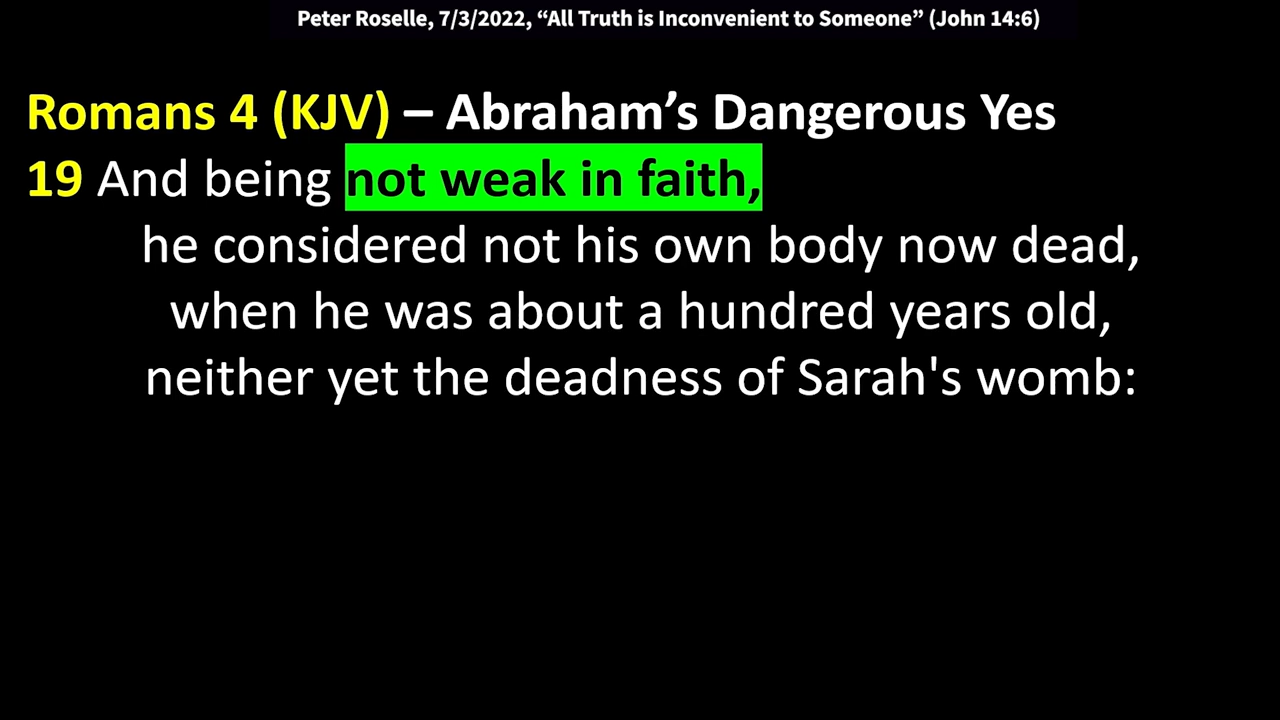 Peter Roselle, 7/3/2022, “All Truth is Inconvenient to Someone” (John 14:6)
Romans 4 (KJV) – Abraham’s Dangerous Yes
19 And being not weak in faith,
he considered not his own body now dead,
when he was about a hundred years old,
neither yet the deadness of Sarah's womb: